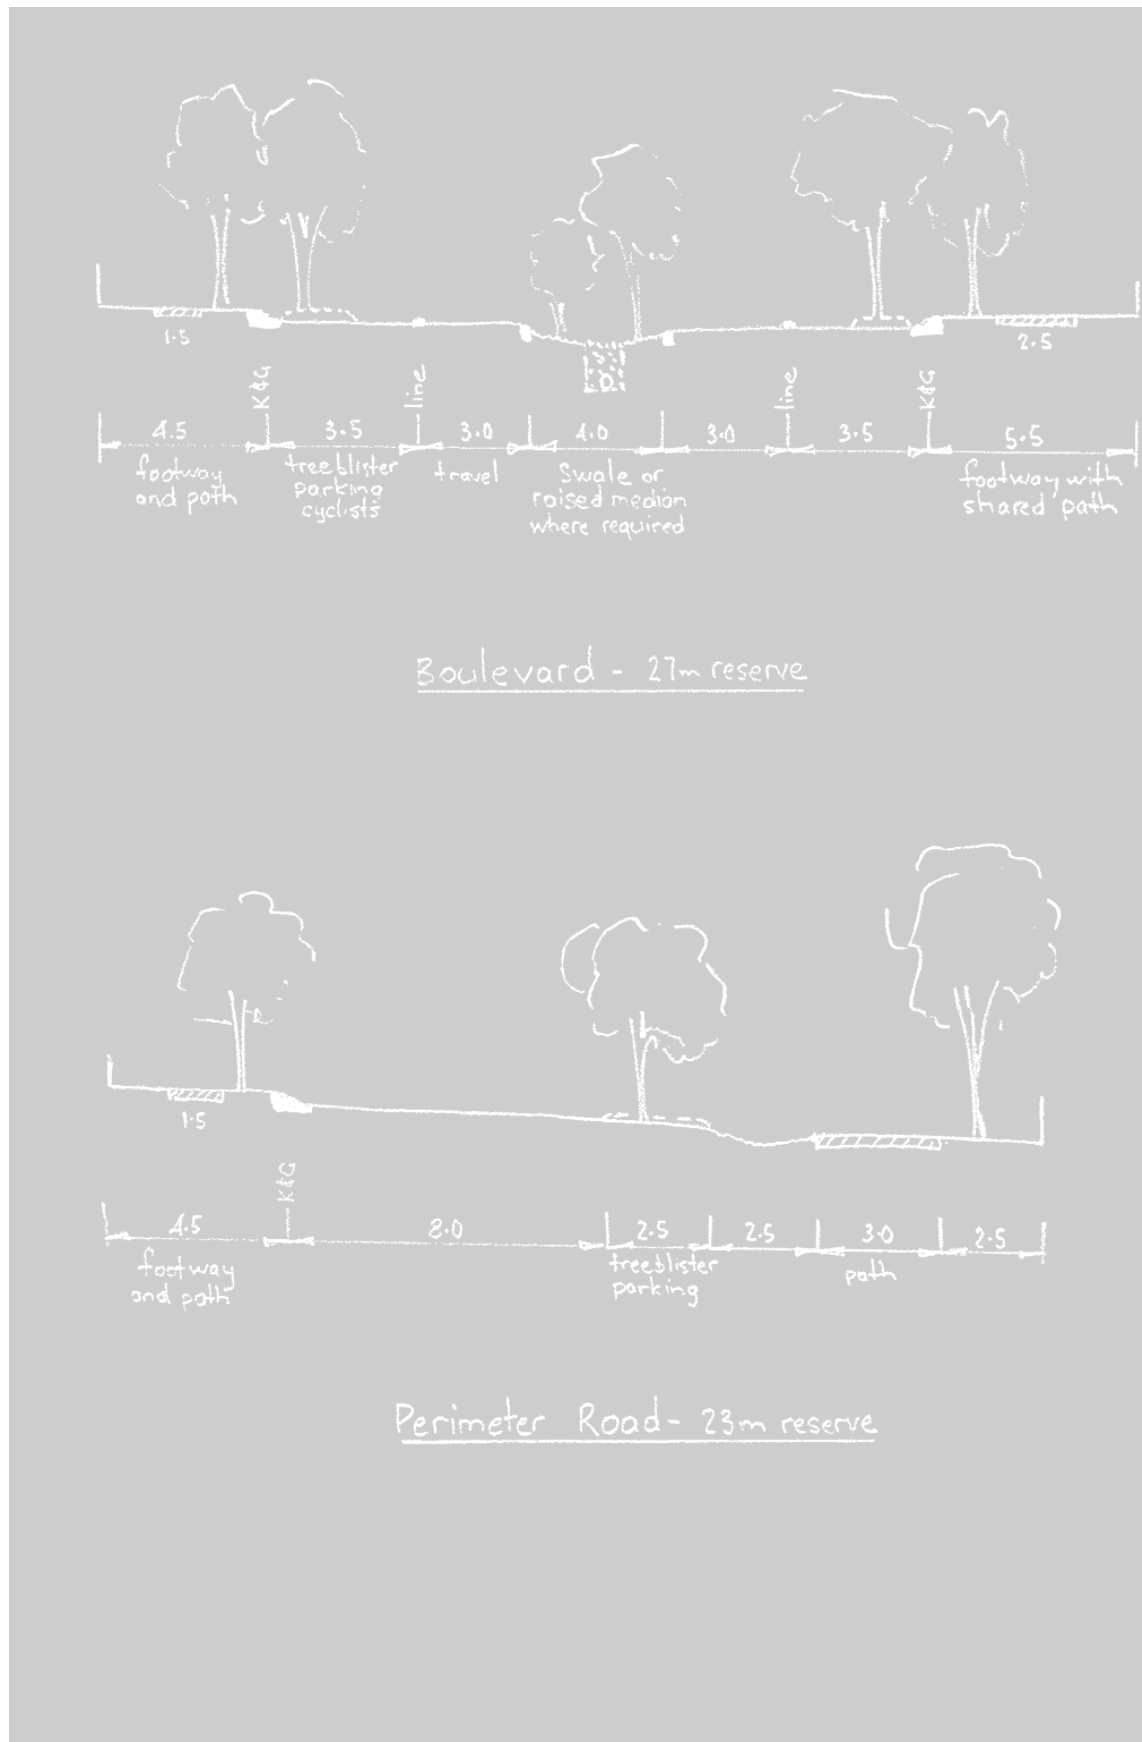 1.5
2.5
K&G
line
line
K&G
4.5 3.5 3.0 4.0 3.0 3.5 5.5
footway
and path
treeblister
parking
cyclists
travel
Swale or
raised median
where required
footway with
shared path
Boulevard - 27m reserve
1.5
K&G
4.5 8.0 2.5 2.5 3.0 2.5
footway
and path
treeblister
parking
path
Perimeter Road - 23m reserve